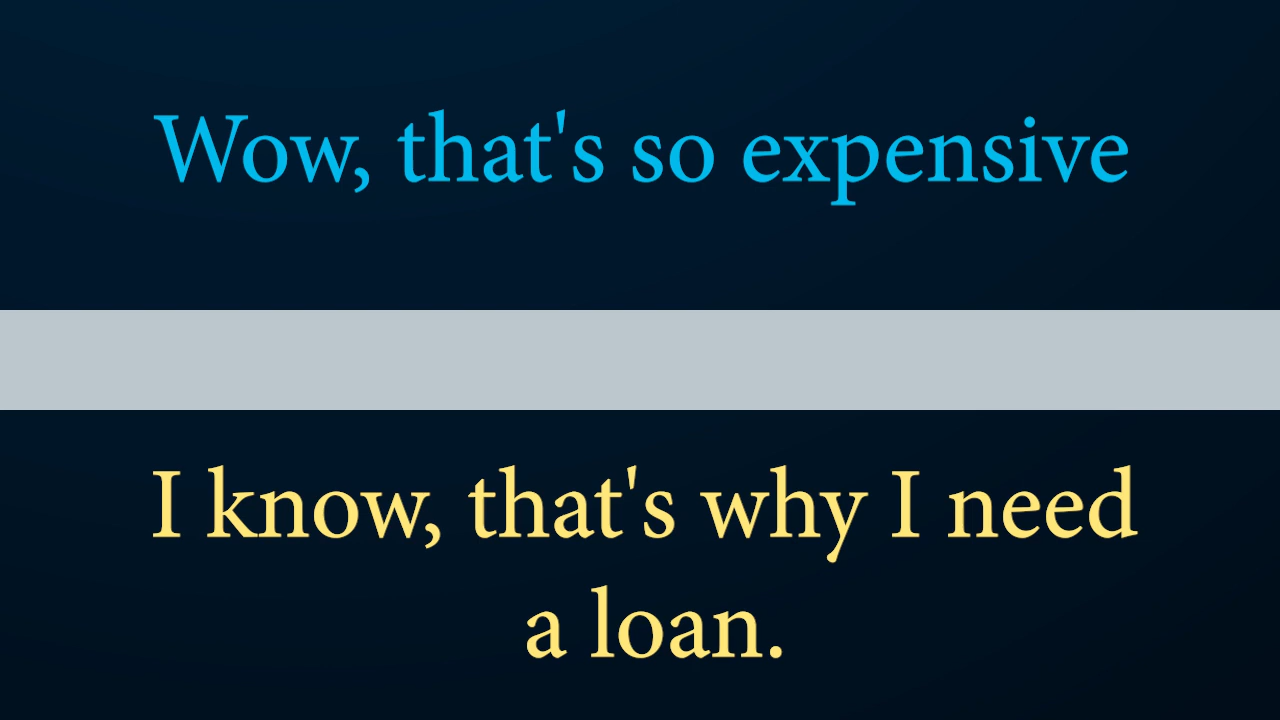 Wow, that's so expensive
I know, that's why I need
a loan.